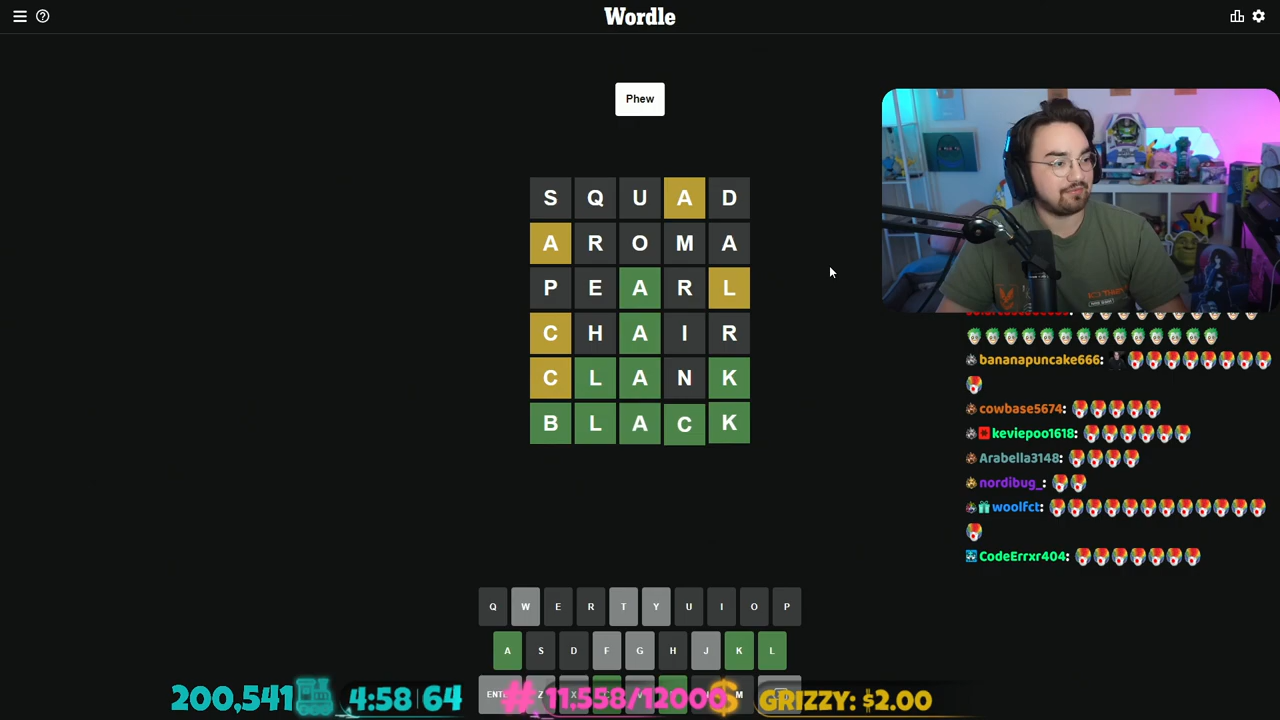 Wordle
Phew
S Q U A D
A R O M A
P E A R L
C H A I R
C L A N K
B L A C K
bananapuncake666:
cowbase5674:
keviepoo1618:
Arabella3148:
nordibug_:
woolfct:
CodeErrxr404:
Q W E R T Y U I O P
A S D F G H J K L
200,541 4:58 64 # 11,558/12000 $ GRIZZY: $2.00